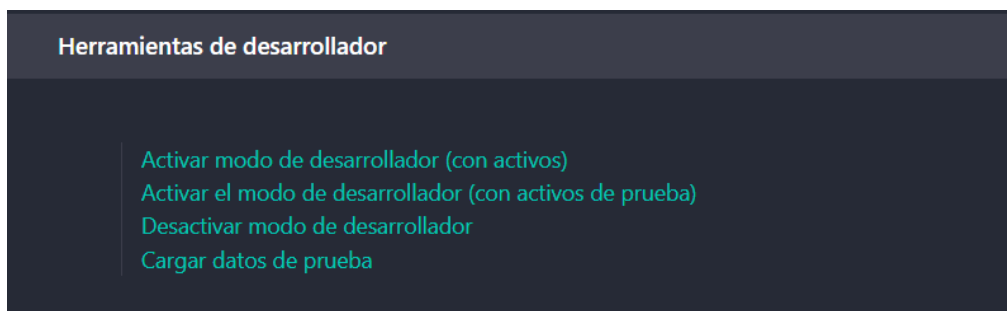 Herramientas de desarrollador
Activar modo de desarrollador (con activos)
Activar el modo de desarrollador (con activos de prueba)
Desactivar modo de desarrollador
Cargar datos de prueba